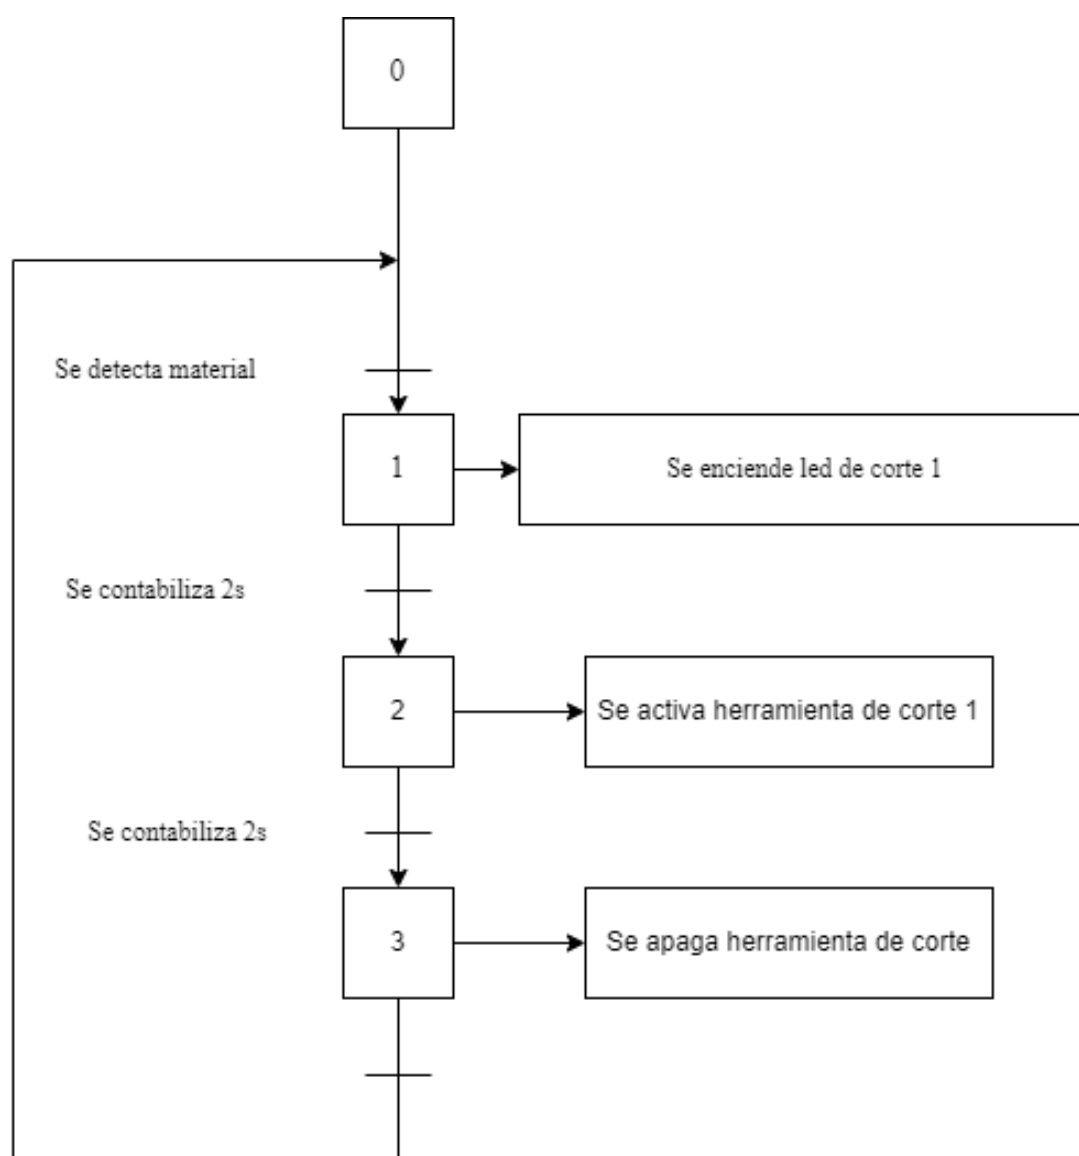 0
Se detecta material
1
Se enciende led de corte 1
Se contabiliza 2s
2
Se activa herramienta de corte 1
Se contabiliza 2s
3
Se apaga herramienta de corte